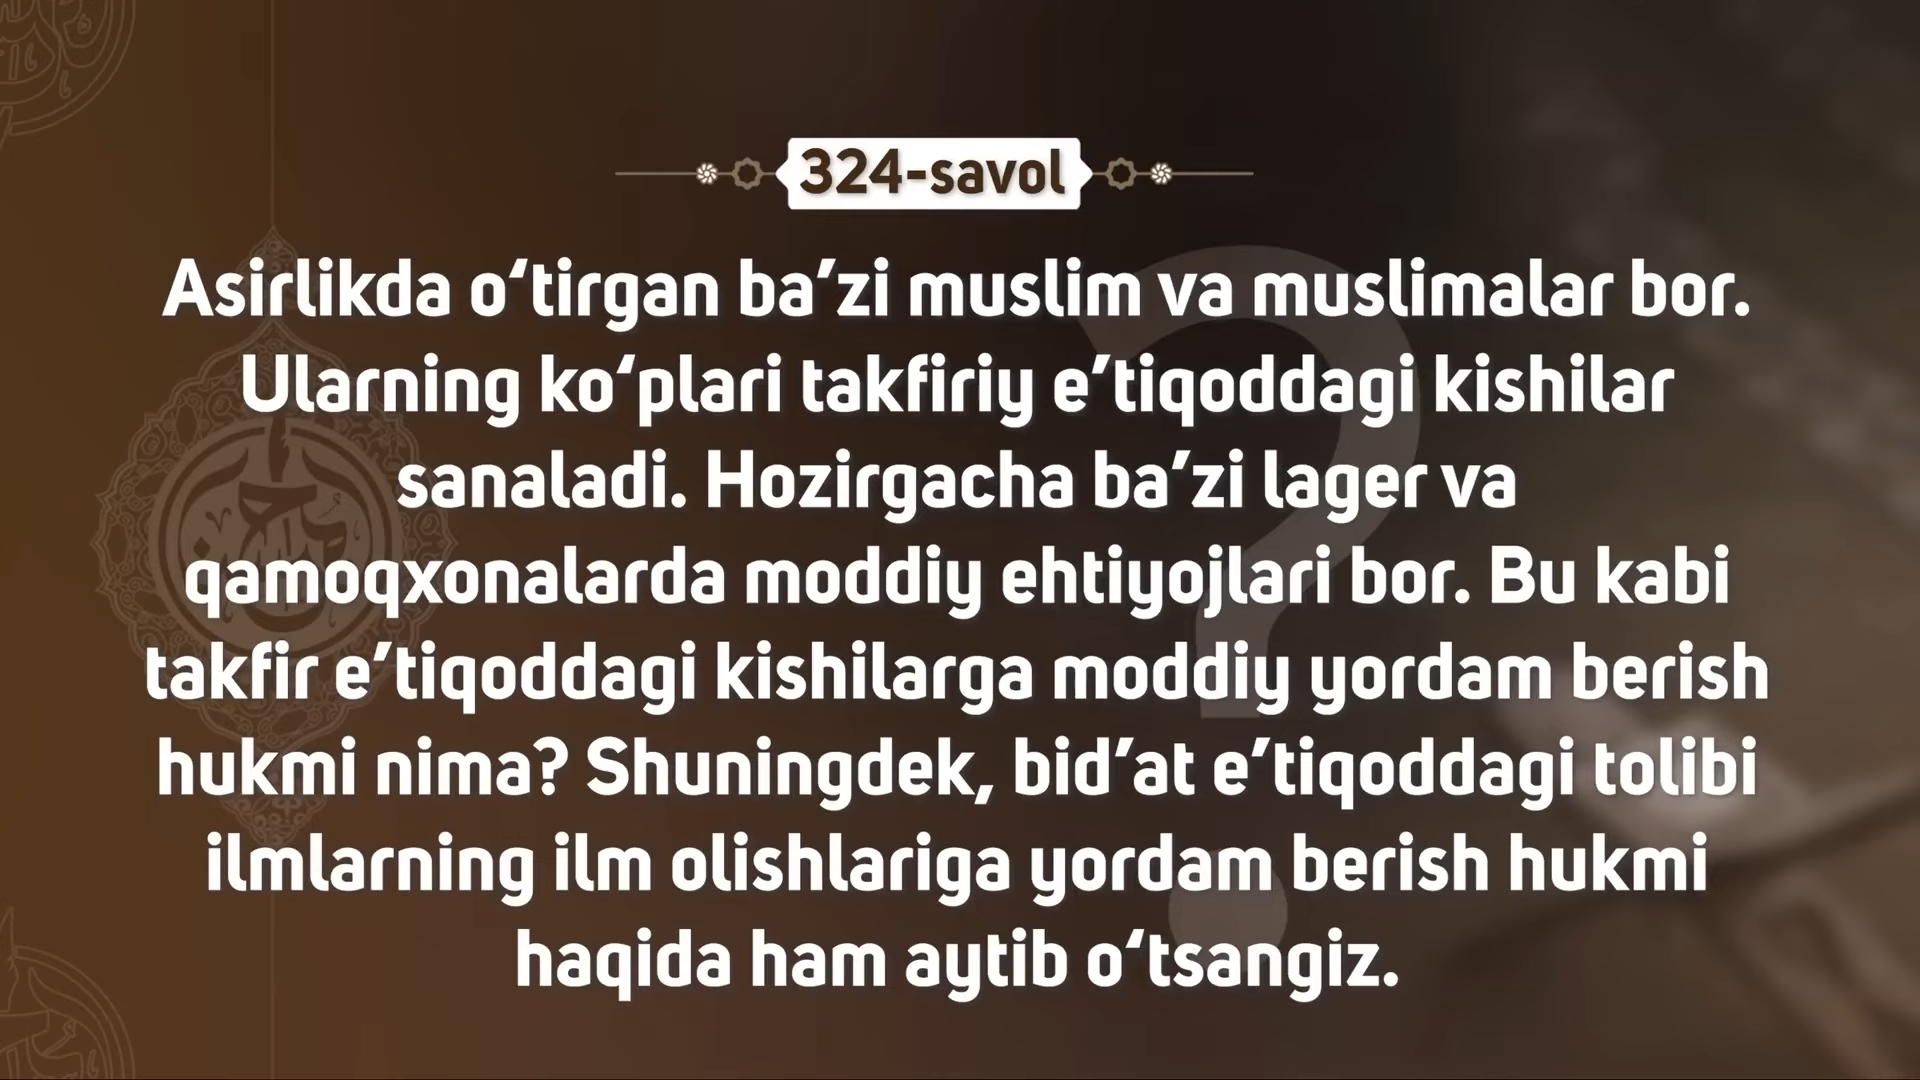 324-savol
Asirlikda o‘tirgan ba’zi muslim va muslimalar bor.
Ularning ko‘plari takfiriy e’tiqoddagi kishilar
sanaladi. Hozirgacha ba’zi lager va
qamoqxonalarda moddiy ehtiyojlari bor. Bu kabi
takfir e’tiqoddagi kishilarga moddiy yordam berish
hukmi nima? Shuningdek, bid’at e’tiqoddagi tolibi
ilmlarning ilm olishlariga yordam berish hukmi
haqida ham aytib o‘tsangiz.